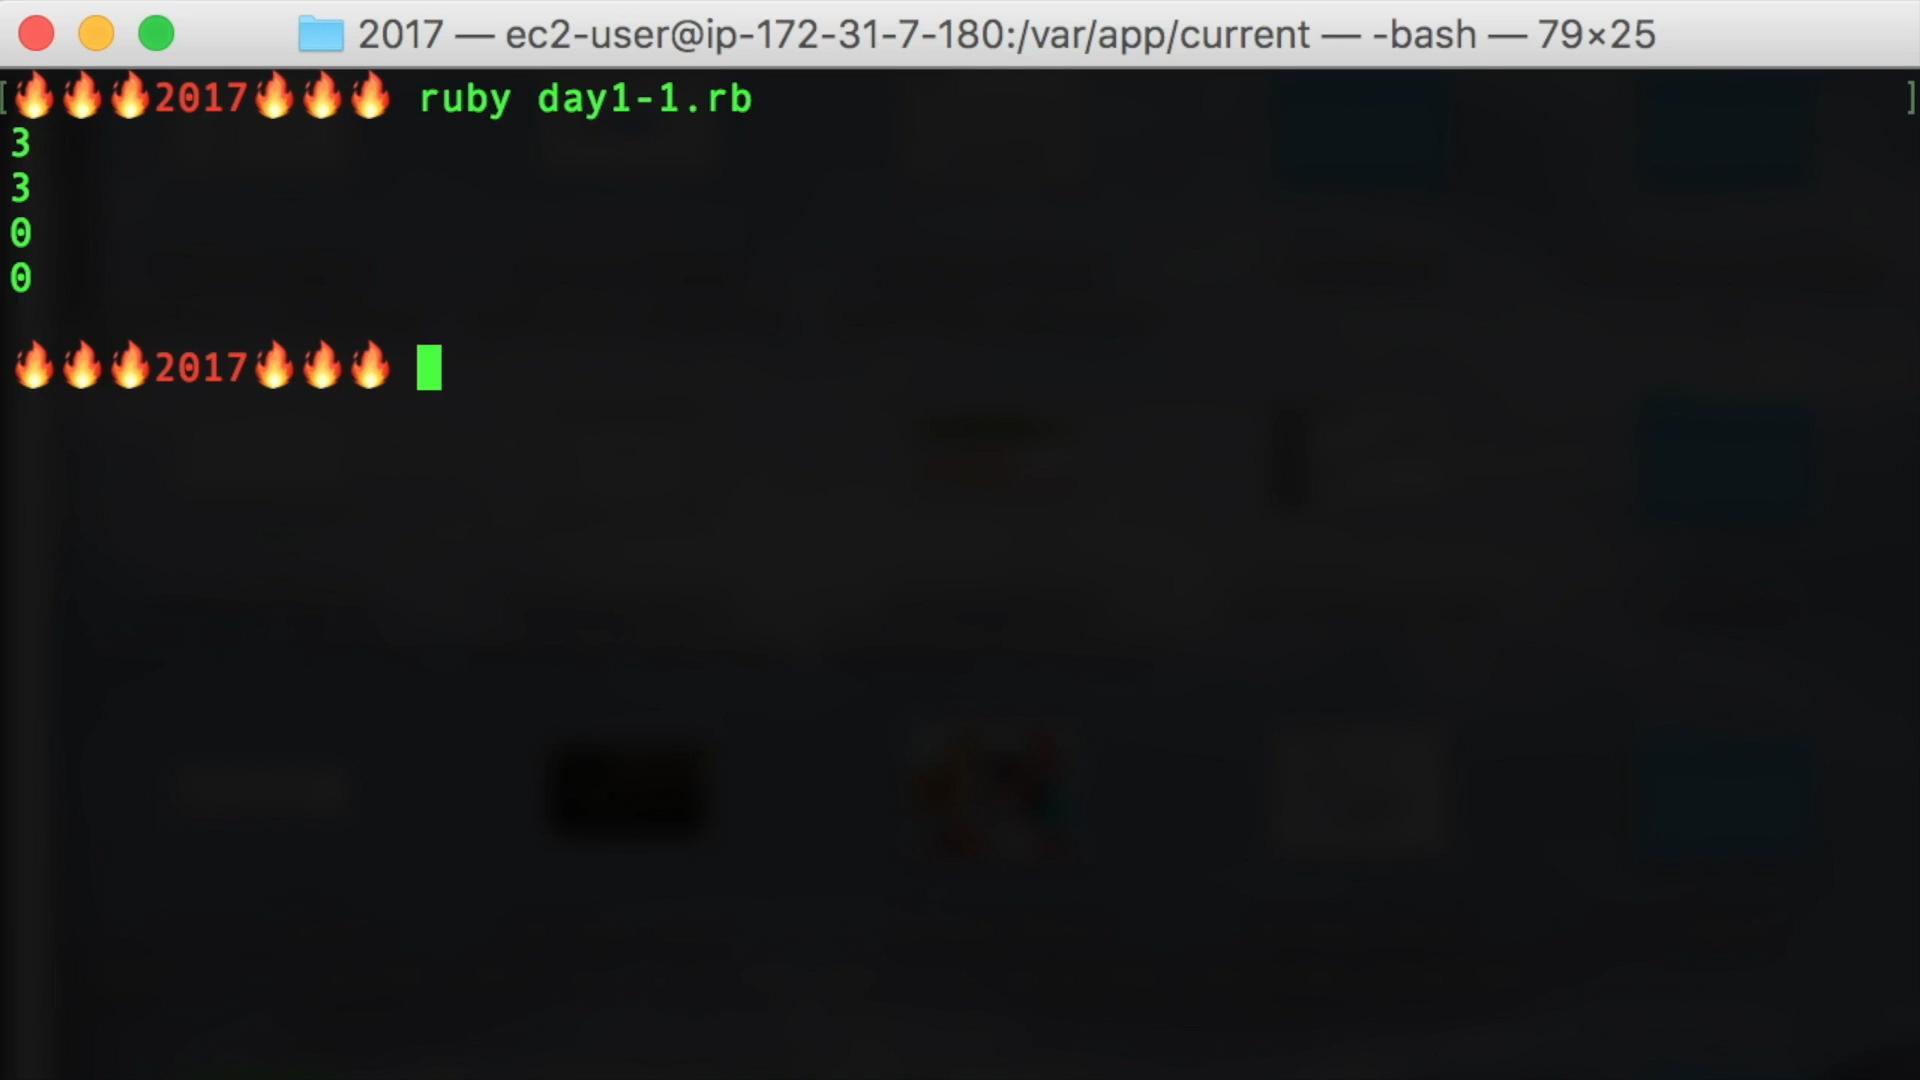 2017 — ec2-user@ip-172-31-7-180:/var/app/current — -bash — 79×25
[🔥🔥🔥2017🔥🔥🔥 ruby day1-1.rb ]
3
3
0
0
🔥🔥🔥2017🔥🔥🔥